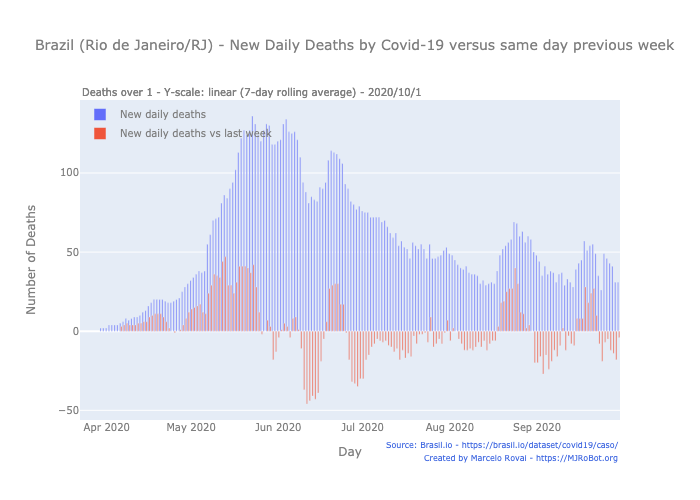 Brazil (Rio de Janeiro/RJ) - New Daily Deaths by Covid-19 versus same day previous week
Deaths over 1 - Y-scale: linear (7-day rolling average) - 2020/10/1
New daily deaths
New daily deaths vs last week
Number of Deaths
100
50
0
−50
Apr 2020 May 2020 Jun 2020 Jul 2020 Aug 2020 Sep 2020
Day
Source: Brasil.io - https://brasil.io/dataset/covid19/caso/
Created by Marcelo Rovai - https://MJRoBot.org